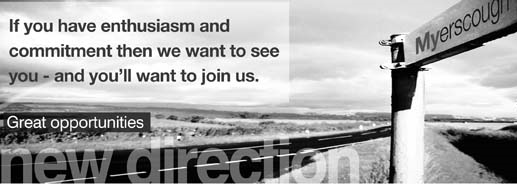 If you have enthusiasm and
commitment then we want to see
you - and you'll want to join us.
Myerscough
Great opportunities
new direction